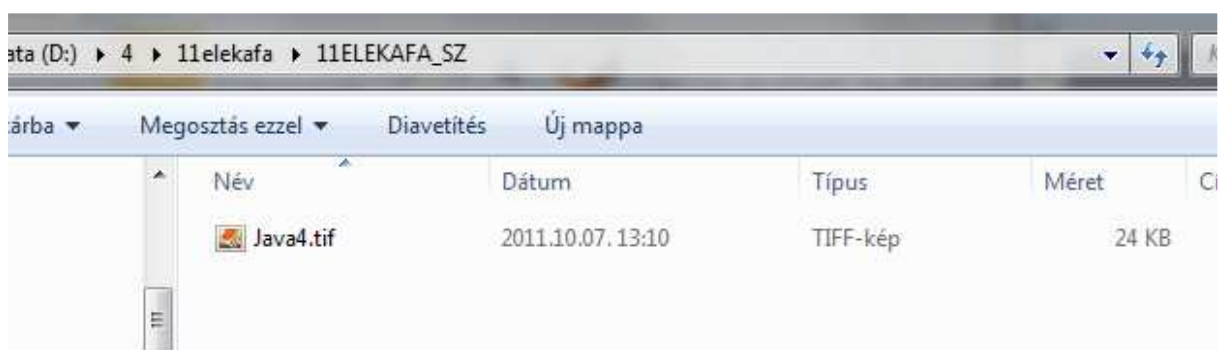 ata (D:) ▸ 4 ▸ 11elekafa ▸ 11ELEKAFA_SZ
tárba ▾ Megosztás ezzel ▾ Diavetítés Új mappa
Név Dátum Típus Méret
Java4.tif 2011.10.07. 13:10 TIFF-kép 24 KB